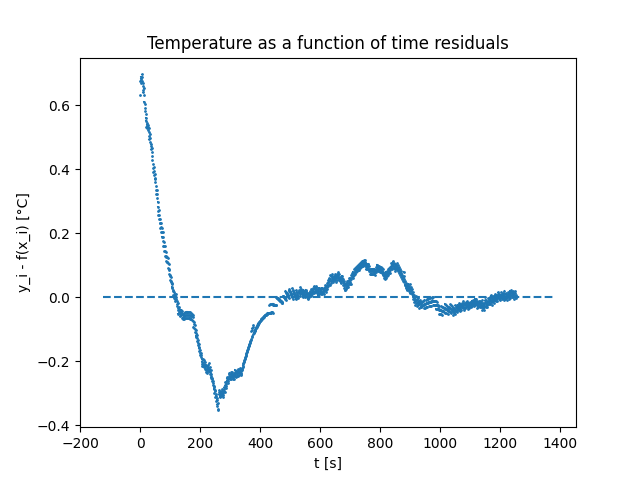 Temperature as a function of time residuals
y_i - f(x_i) [°C]
0.6
0.4
0.2
0.0
−0.2
−0.4
−200 0 200 400 600 800 1000 1200 1400
t [s]